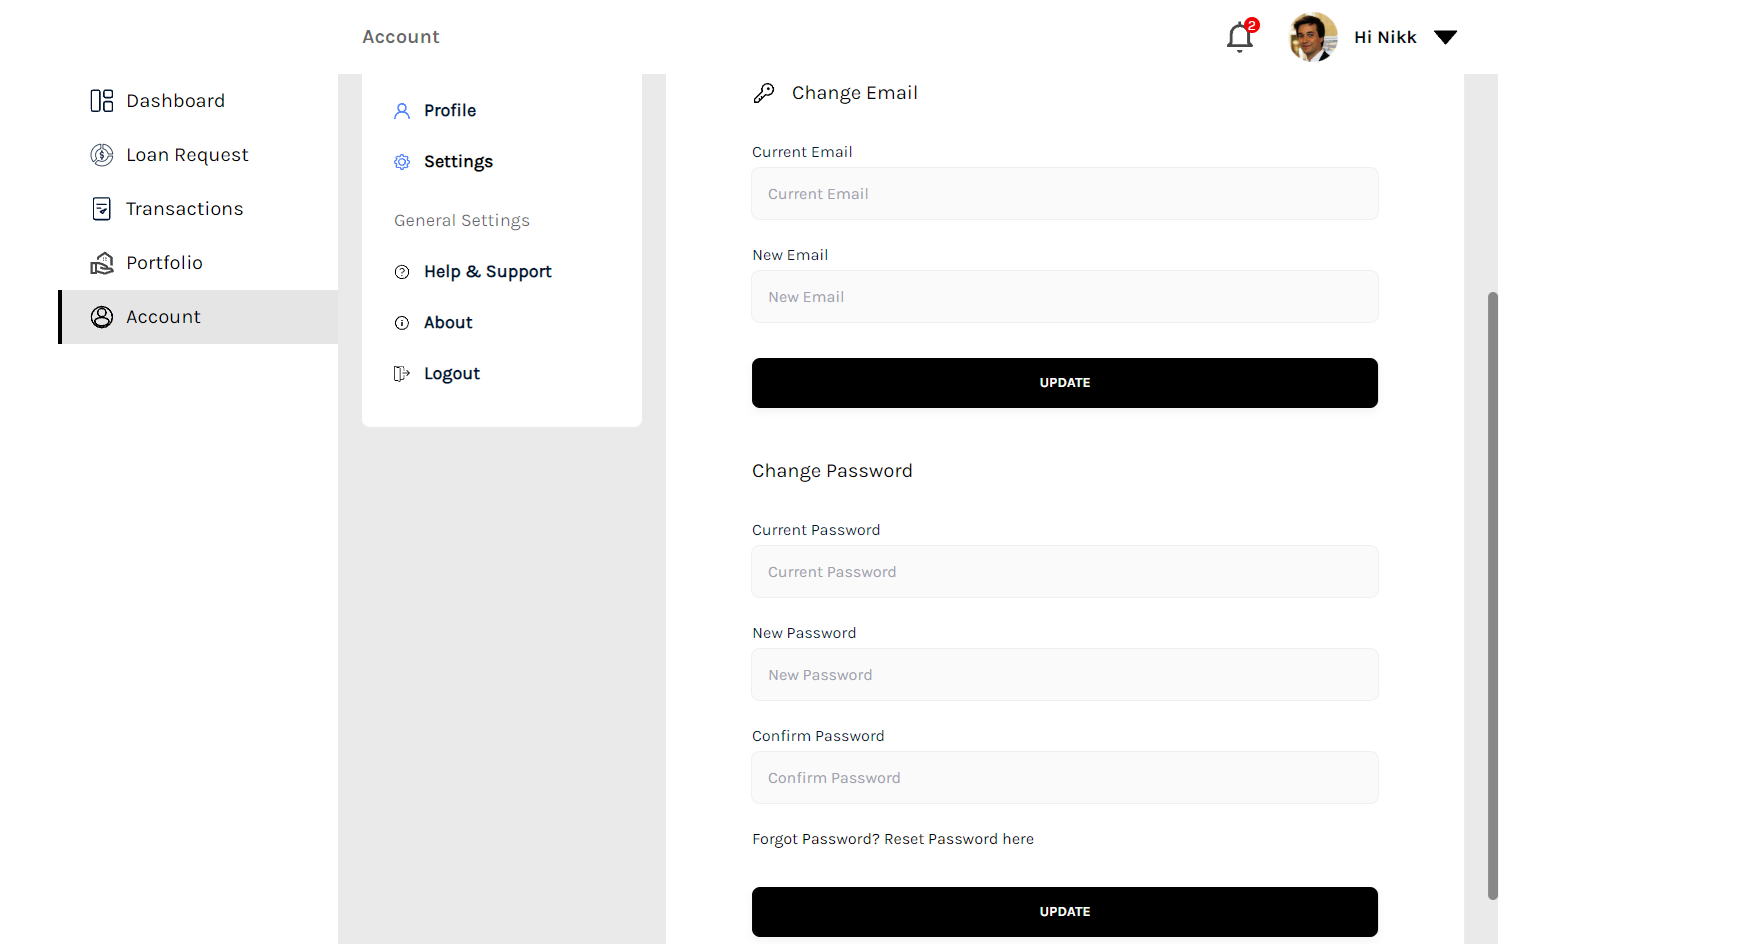 Account
2
Hi Nikk
Dashboard
Loan Request
Transactions
Portfolio
Account
Profile
Settings
General Settings
Help & Support
About
Logout
Change Email
Current Email
Current Email
New Email
New Email
UPDATE
Change Password
Current Password
Current Password
New Password
New Password
Confirm Password
Confirm Password
Forgot Password? Reset Password here
UPDATE